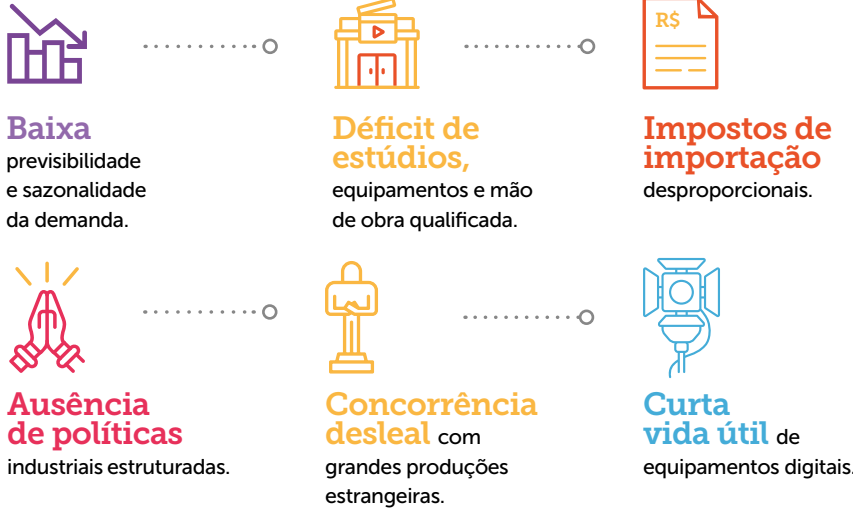 R$
Baixa
previsibilidade
e sazonalidade
da demanda.
Déficit de
estúdios,
equipamentos e mão
de obra qualificada.
Impostos de
importação
desproporcionais.
Ausência
de políticas
industriais estruturadas.
Concorrência
desleal com
grandes produções
estrangeiras.
Curta
vida útil de
equipamentos digitais.